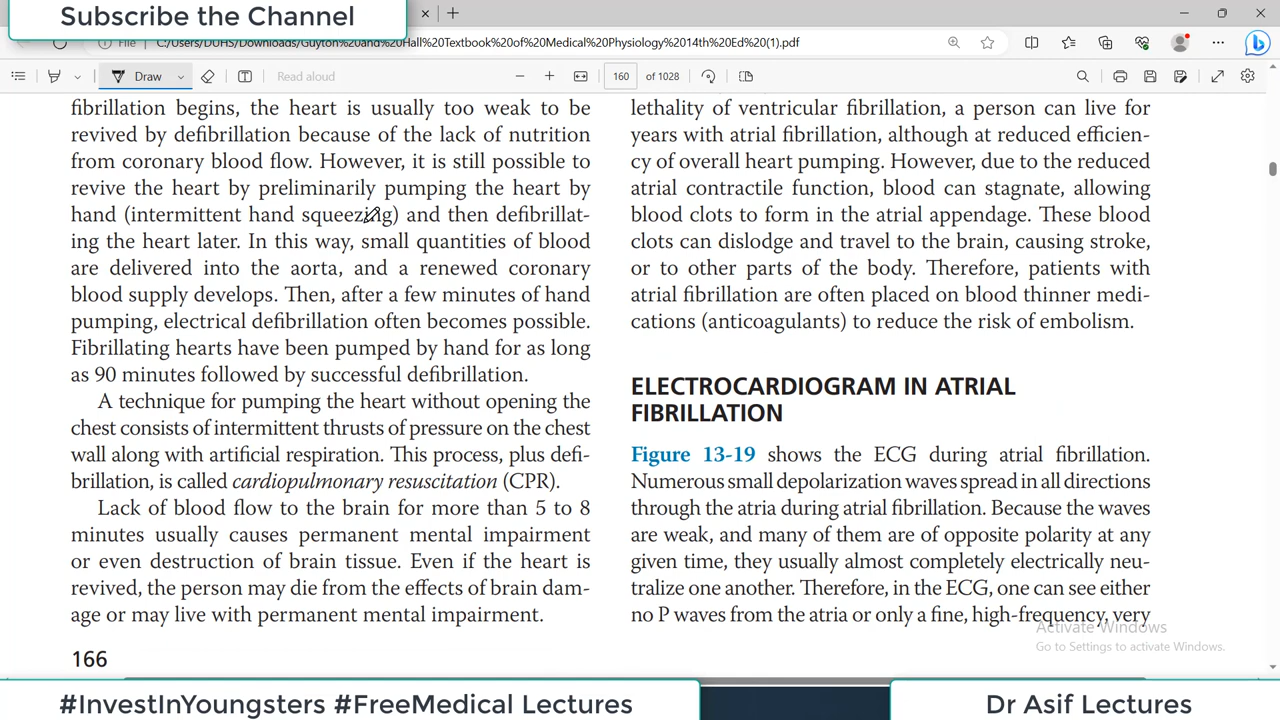 Subscribe the Channel
File
C:/Users/DUHS/Downloads/Guyton%20and%20Hall%20Textbook%20of%20Medical%20Physiology%2014th%20Ed%20(1).pdf
Draw
Read aloud
160 of 1028
fibrillation begins, the heart is usually too weak to be
revived by defibrillation because of the lack of nutrition
from coronary blood flow. However, it is still possible to
revive the heart by preliminarily pumping the heart by
hand (intermittent hand squeezing) and then defibrillat-
ing the heart later. In this way, small quantities of blood
are delivered into the aorta, and a renewed coronary
blood supply develops. Then, after a few minutes of hand
pumping, electrical defibrillation often becomes possible.
Fibrillating hearts have been pumped by hand for as long
as 90 minutes followed by successful defibrillation.
A technique for pumping the heart without opening the
chest consists of intermittent thrusts of pressure on the chest
wall along with artificial respiration. This process, plus defi-
brillation, is called cardiopulmonary resuscitation (CPR).
Lack of blood flow to the brain for more than 5 to 8
minutes usually causes permanent mental impairment
or even destruction of brain tissue. Even if the heart is
revived, the person may die from the effects of brain dam-
age or may live with permanent mental impairment.
166
lethality of ventricular fibrillation, a person can live for
years with atrial fibrillation, although at reduced efficien-
cy of overall heart pumping. However, due to the reduced
atrial contractile function, blood can stagnate, allowing
blood clots to form in the atrial appendage. These blood
clots can dislodge and travel to the brain, causing stroke,
or to other parts of the body. Therefore, patients with
atrial fibrillation are often placed on blood thinner medi-
cations (anticoagulants) to reduce the risk of embolism.
ELECTROCARDIOGRAM IN ATRIAL
FIBRILLATION
Figure 13-19 shows the ECG during atrial fibrillation.
Numerous small depolarization waves spread in all directions
through the atria during atrial fibrillation. Because the waves
are weak, and many of them are of opposite polarity at any
given time, they usually almost completely electrically neu-
tralize one another. Therefore, in the ECG, one can see either
no P waves from the atria or only a fine, high-frequency, very
Activate Windows
Go to Settings to activate Windows.
#InvestInYoungsters #FreeMedical Lectures
Dr Asif Lectures